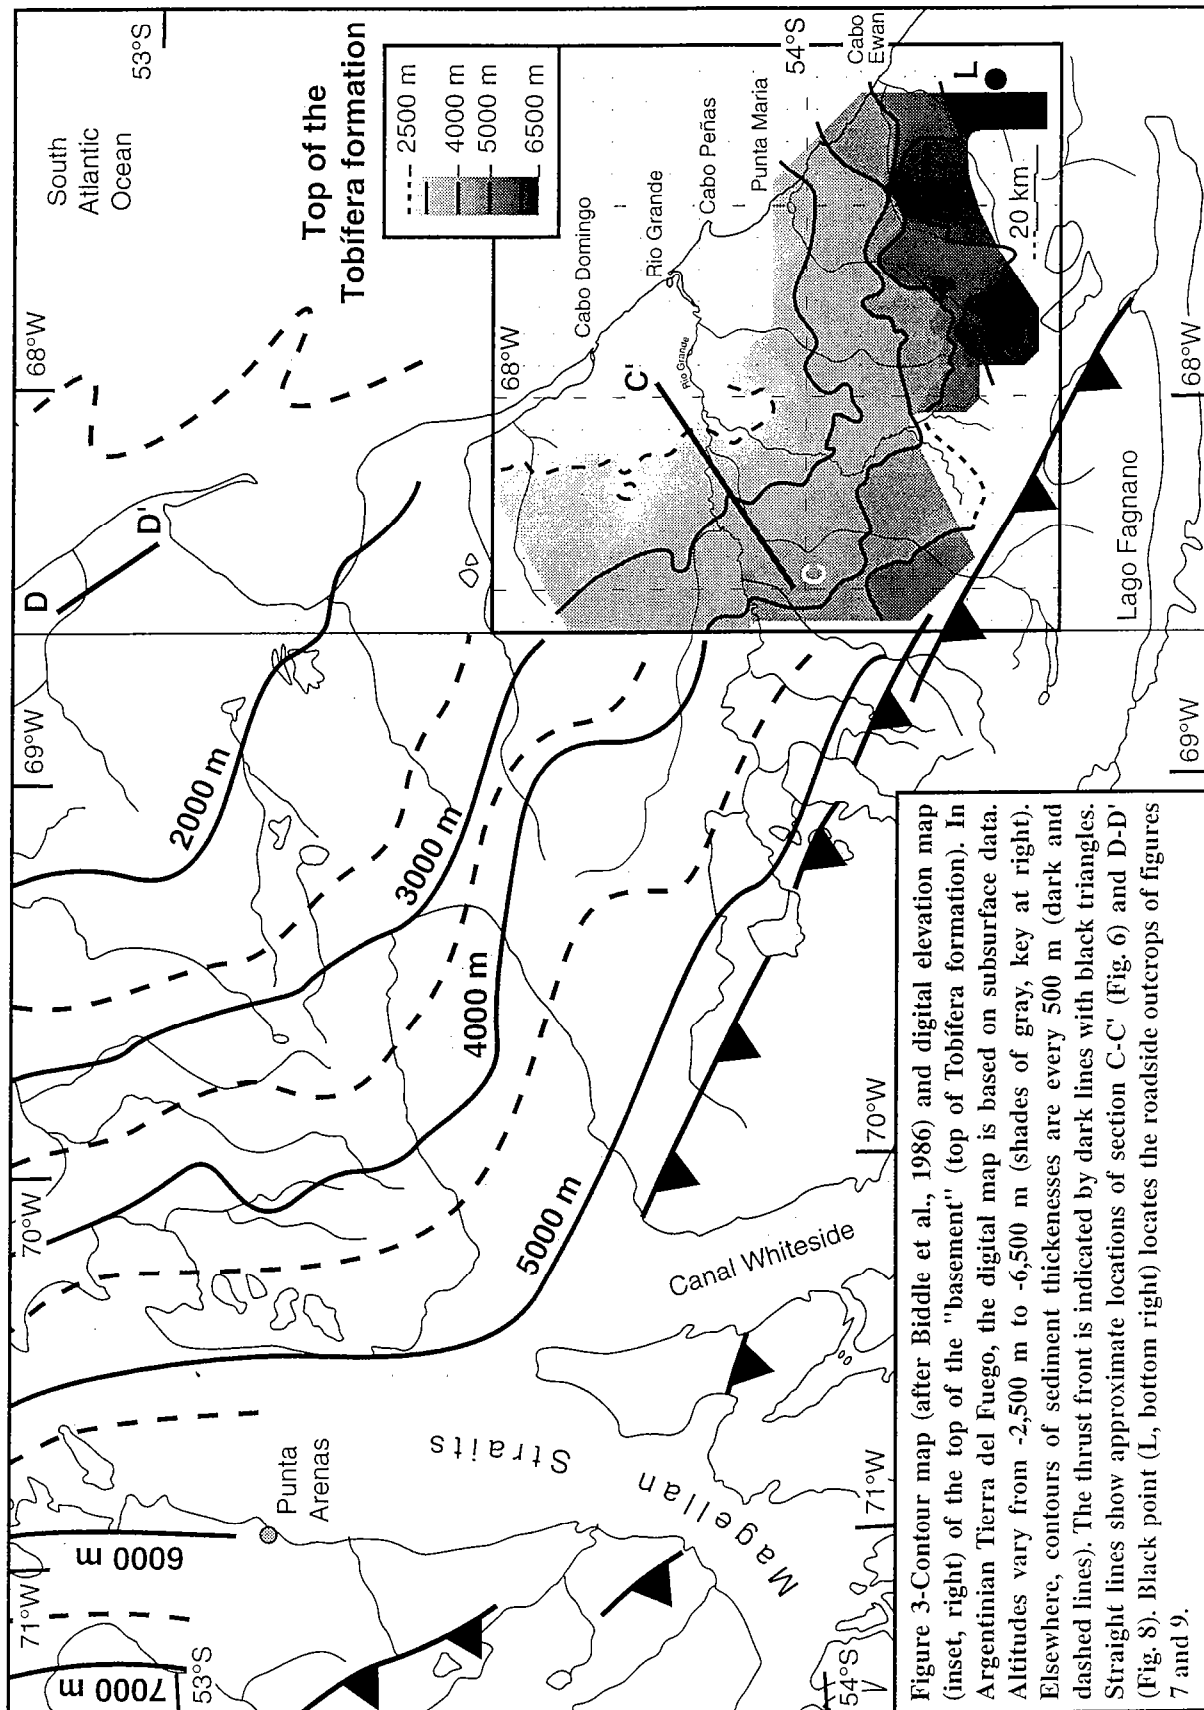 53°S
South
Atlantic
Ocean
Top of the
Tobífera formation
2500 m
4000 m
5000 m
6500 m
68°W
69°W
70°W
71°W
53°S
D
D'
2000 m
3000 m
4000 m
5000 m
6000 m
7000 m
Punta
Arenas
Straits
Magellan
Canal Whiteside
68°W
Cabo Domingo
Rio Grande
Cabo Peñas
Punta Maria
54°S
Cabo
Ewan
Rio Grande
C'
C
L
20 km
Lago Fagnano
68°W
69°W
70°W
71°W
54°S
Figure 3-Contour map (after Biddle et al., 1986) and digital elevation map
(inset, right) of the top of the "basement" (top of Tobífera formation). In
Argentinian Tierra del Fuego, the digital map is based on subsurface data.
Altitudes vary from -2,500 m to -6,500 m (shades of gray, key at right).
Elsewhere, contours of sediment thickenesses are every 500 m (dark and
dashed lines). The thrust front is indicated by dark lines with black triangles.
Straight lines show approximate locations of section C-C' (Fig. 6) and D-D'
(Fig. 8). Black point (L, bottom right) locates the roadside outcrops of figures
7 and 9.